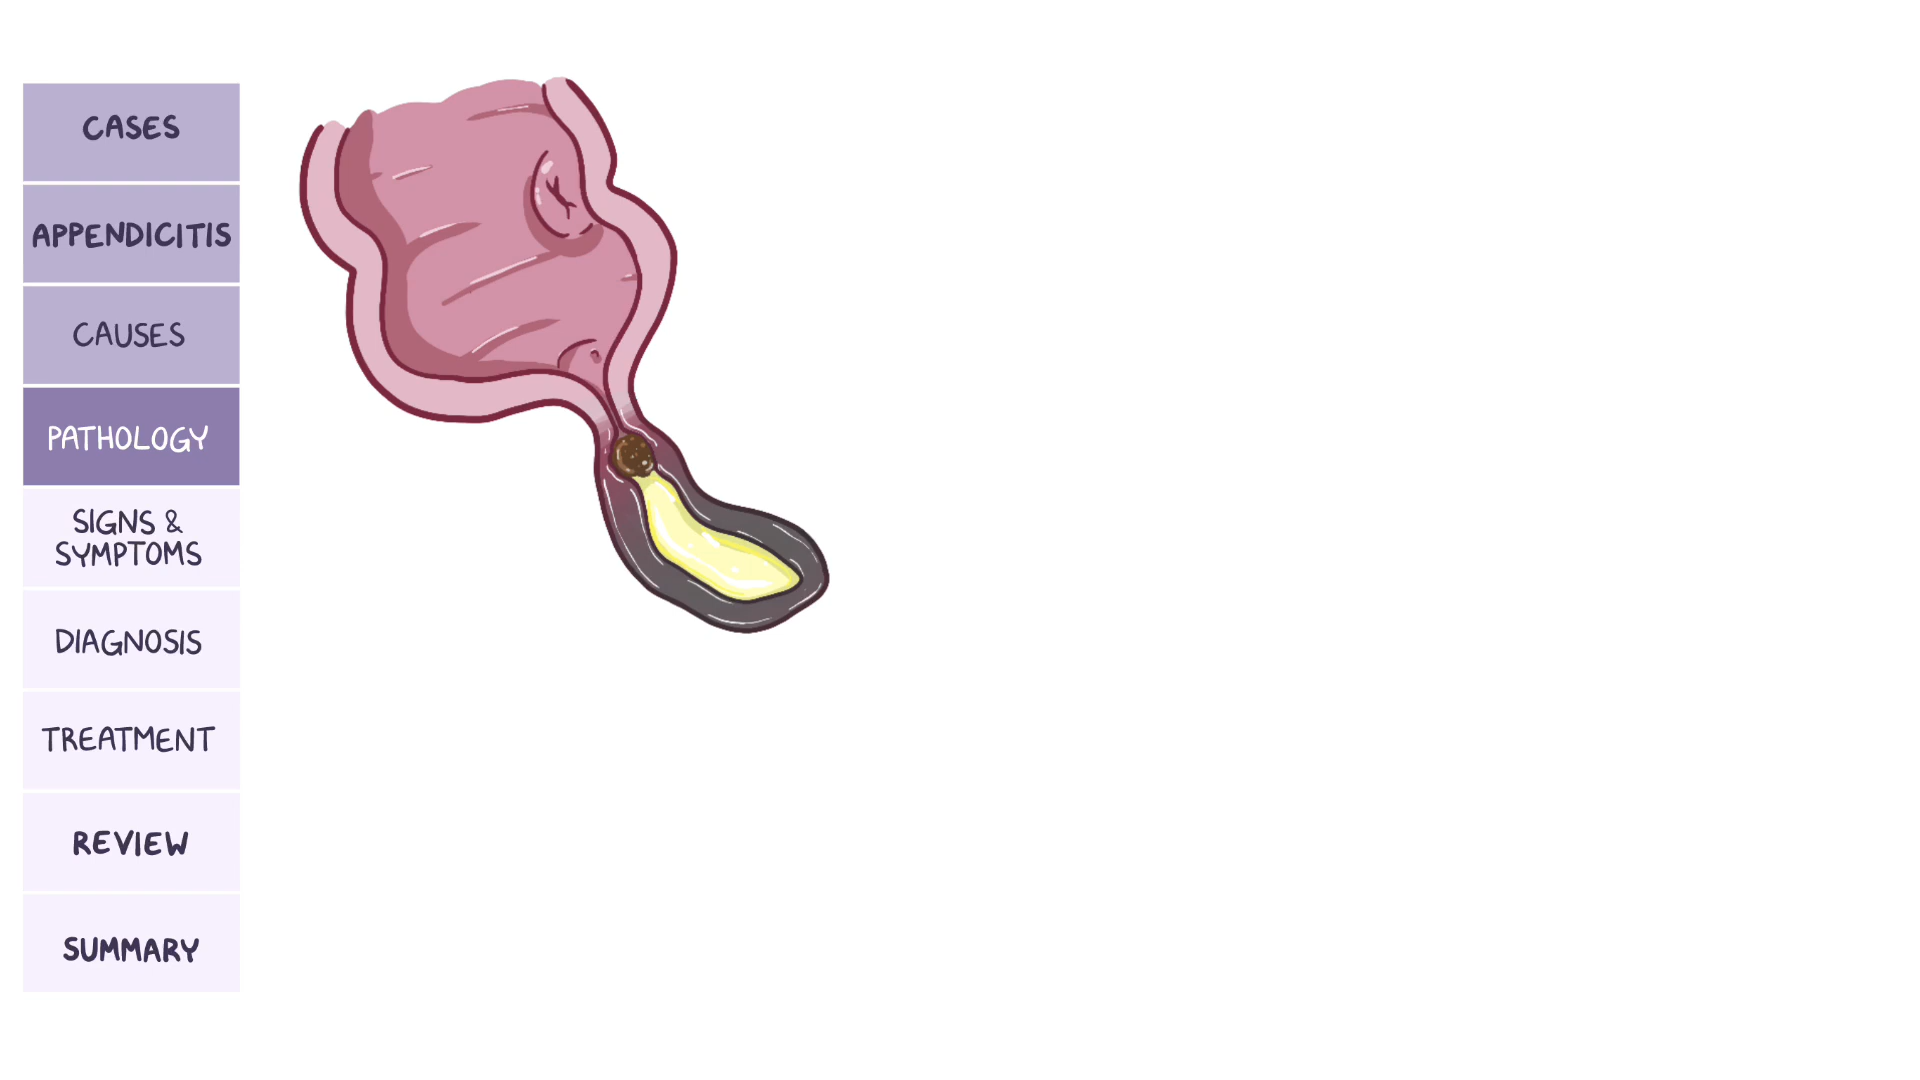 CASES
APPENDICITIS
CAUSES
PATHOLOGY
SIGNS &
SYMPTOMS
DIAGNOSIS
TREATMENT
REVIEW
SUMMARY